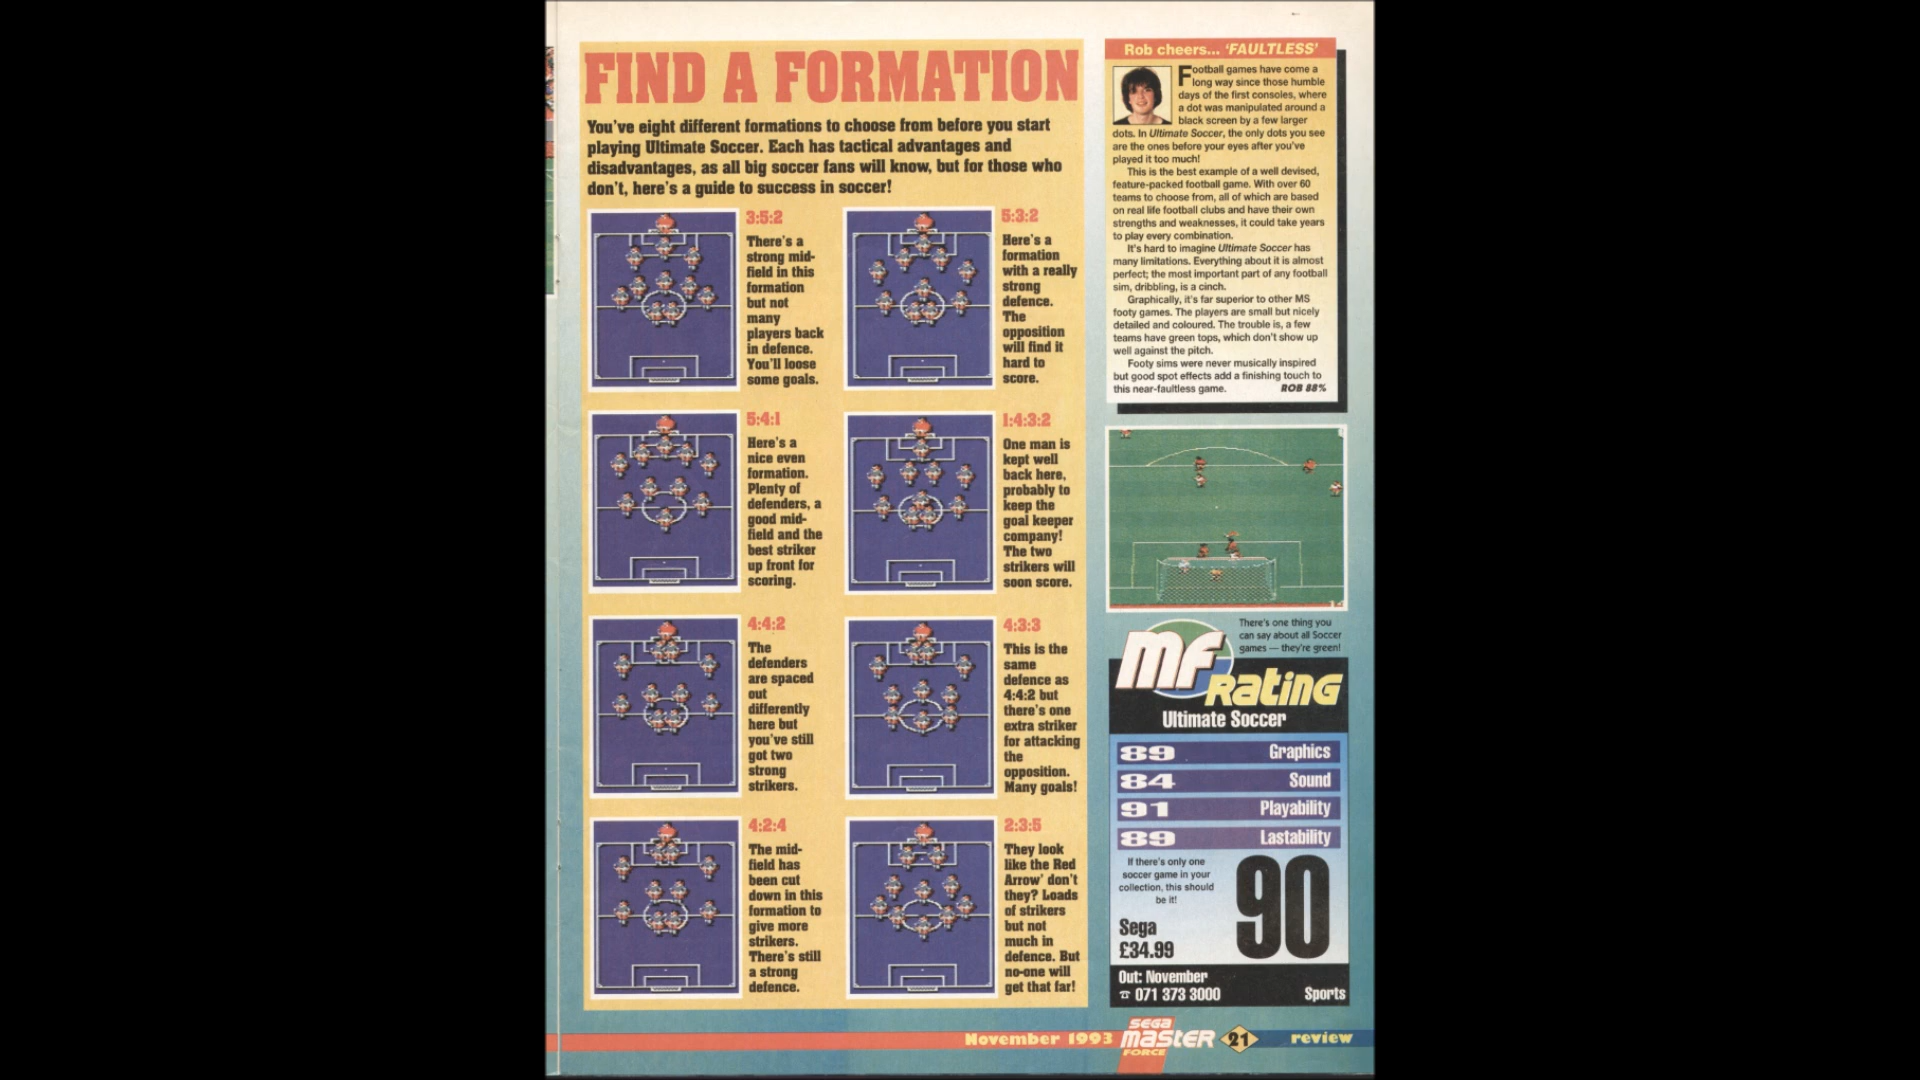 FIND A FORMATION
You've eight different formations to choose from before you start
playing Ultimate Soccer. Each has tactical advantages and
disadvantages, as all big soccer fans will know, but for those who
don't, here's a guide to success in soccer!
3:5:2
There's a
strong mid-
field in this
formation
but not
many
players back
in defence.
You'll loose
some goals.
5:3:2
Here's a
formation
with a really
strong
defence.
The
opposition
will find it
hard to
score.
5:4:1
Here's a
nice even
formation.
Plenty of
defenders, a
good mid-
field and the
best striker
up front for
scoring.
1:4:3:2
One man is
kept well
back here,
probably to
keep the
goal keeper
company!
The two
strikers will
soon score.
4:4:2
The
defenders
are spaced
out
differently
here but
you've still
got two
strong
strikers.
4:3:3
This is the
same
defence as
4:4:2 but
there's one
extra striker
for attacking
the
opposition.
Many goals!
4:2:4
The mid-
field has
been cut
down in this
formation to
give more
strikers.
There's still
a strong
defence.
2:3:5
They look
like the Red
Arrow' don't
they? Loads
of strikers
but not
much in
defence. But
no-one will
get that far!
Rob cheers... 'FAULTLESS'
Football games have come a
long way since those humble
days of the first consoles, where
a dot was manipulated around a
black screen by a few larger
dots. In Ultimate Soccer, the only dots you see
are the ones before your eyes after you've
played it too much!
This is the best example of a well devised,
feature-packed football game. With over 60
teams to choose from, all of which are based
on real life football clubs and have their own
strengths and weaknesses, it could take years
to play every combination.
It's hard to imagine Ultimate Soccer has
many limitations. Everything about it is almost
perfect; the most important part of any football
sim, dribbling, is a cinch.
Graphically, it's far superior to other MS
footy games. The players are small but nicely
detailed and coloured. The trouble is, a few
teams have green tops, which don't show up
well against the pitch.
Footy sims were never musically inspired
but good spot effects add a finishing touch to
this near-faultless game. ROB 88%
There's one thing you
can say about all Soccer
games — they're green!
MF
Rating
Ultimate Soccer
89 Graphics
84 Sound
91 Playability
89 Lastability
If there's only one
soccer game in your
collection, this should
be it!
90
Sega
£34.99
Out: November
☎ 071 373 3000
Sports
November 1993 SEGA MASTER FORCE 21 review